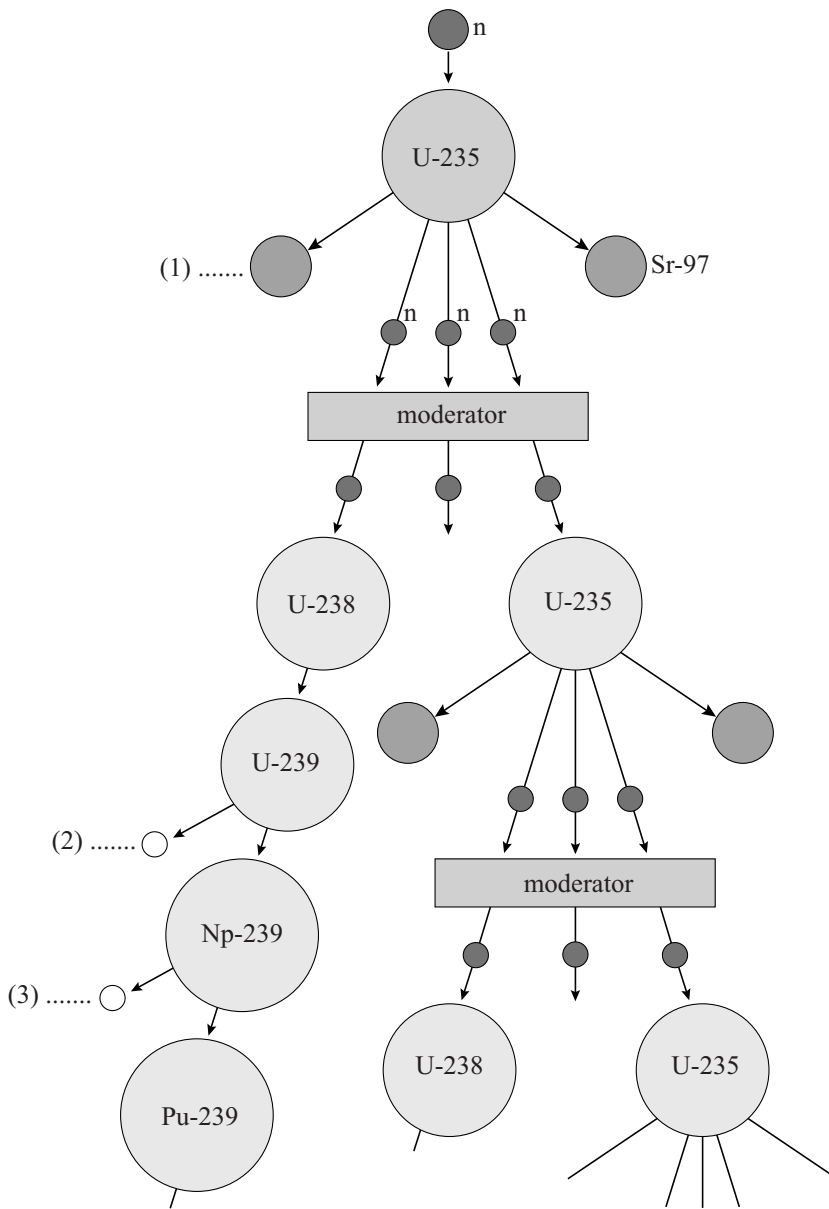 n
U-235
(1) .......
Sr-97
n n n
moderator
U-238 U-235
U-239
(2) .......
moderator
Np-239
(3) .......
U-238 U-235
Pu-239